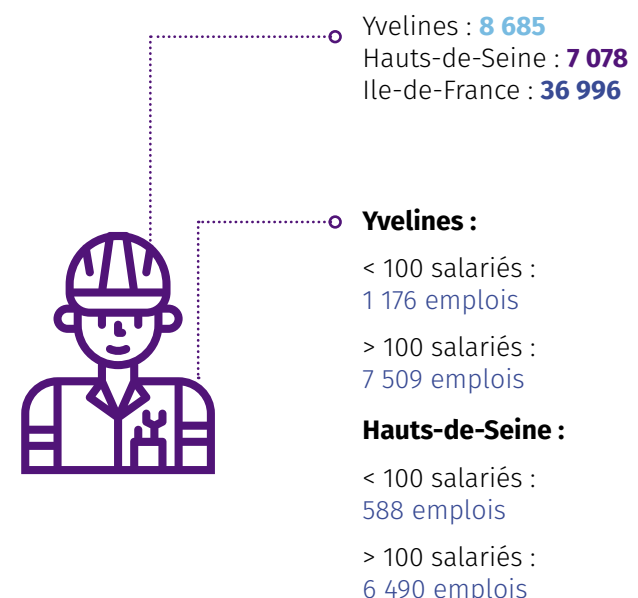 Yvelines : 8 685
Hauts-de-Seine : 7 078
Ile-de-France : 36 996
Yvelines :
< 100 salariés :
1 176 emplois
> 100 salariés :
7 509 emplois
Hauts-de-Seine :
< 100 salariés :
588 emplois
> 100 salariés :
6 490 emplois